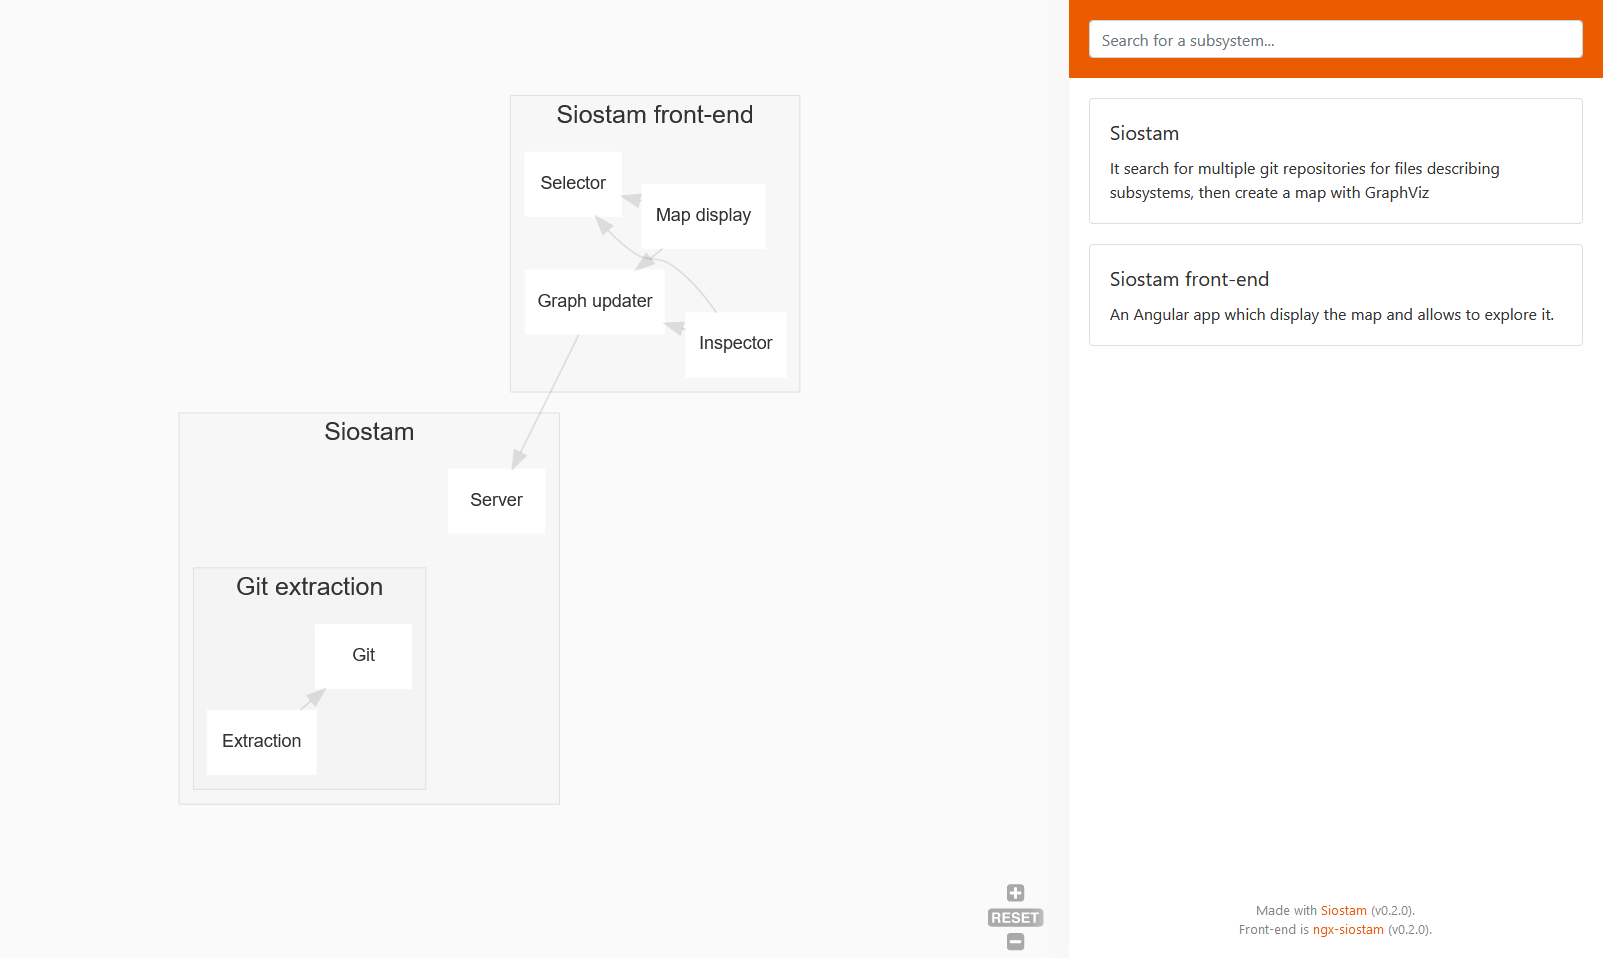 Siostam front-end
Selector
Map display
Graph updater
Inspector
Siostam
Server
Git extraction
Git
Extraction
RESET
Search for a subsystem...
Siostam
It search for multiple git repositories for files describing
subsystems, then create a map with GraphViz
Siostam front-end
An Angular app which display the map and allows to explore it.
Made with Siostam (v0.2.0).
Front-end is ngx-siostam (v0.2.0).